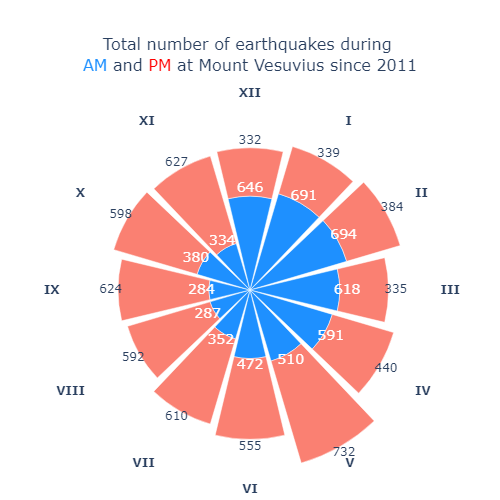 Total number of earthquakes during
AM and PM at Mount Vesuvius since 2011
XII
XI
I
332
339
627
X
646
691
II
598
384
334
694
380
IX
624
284
618
335
III
287
591
592
352
440
472
510
VIII
IV
610
555
732
VII
V
VI